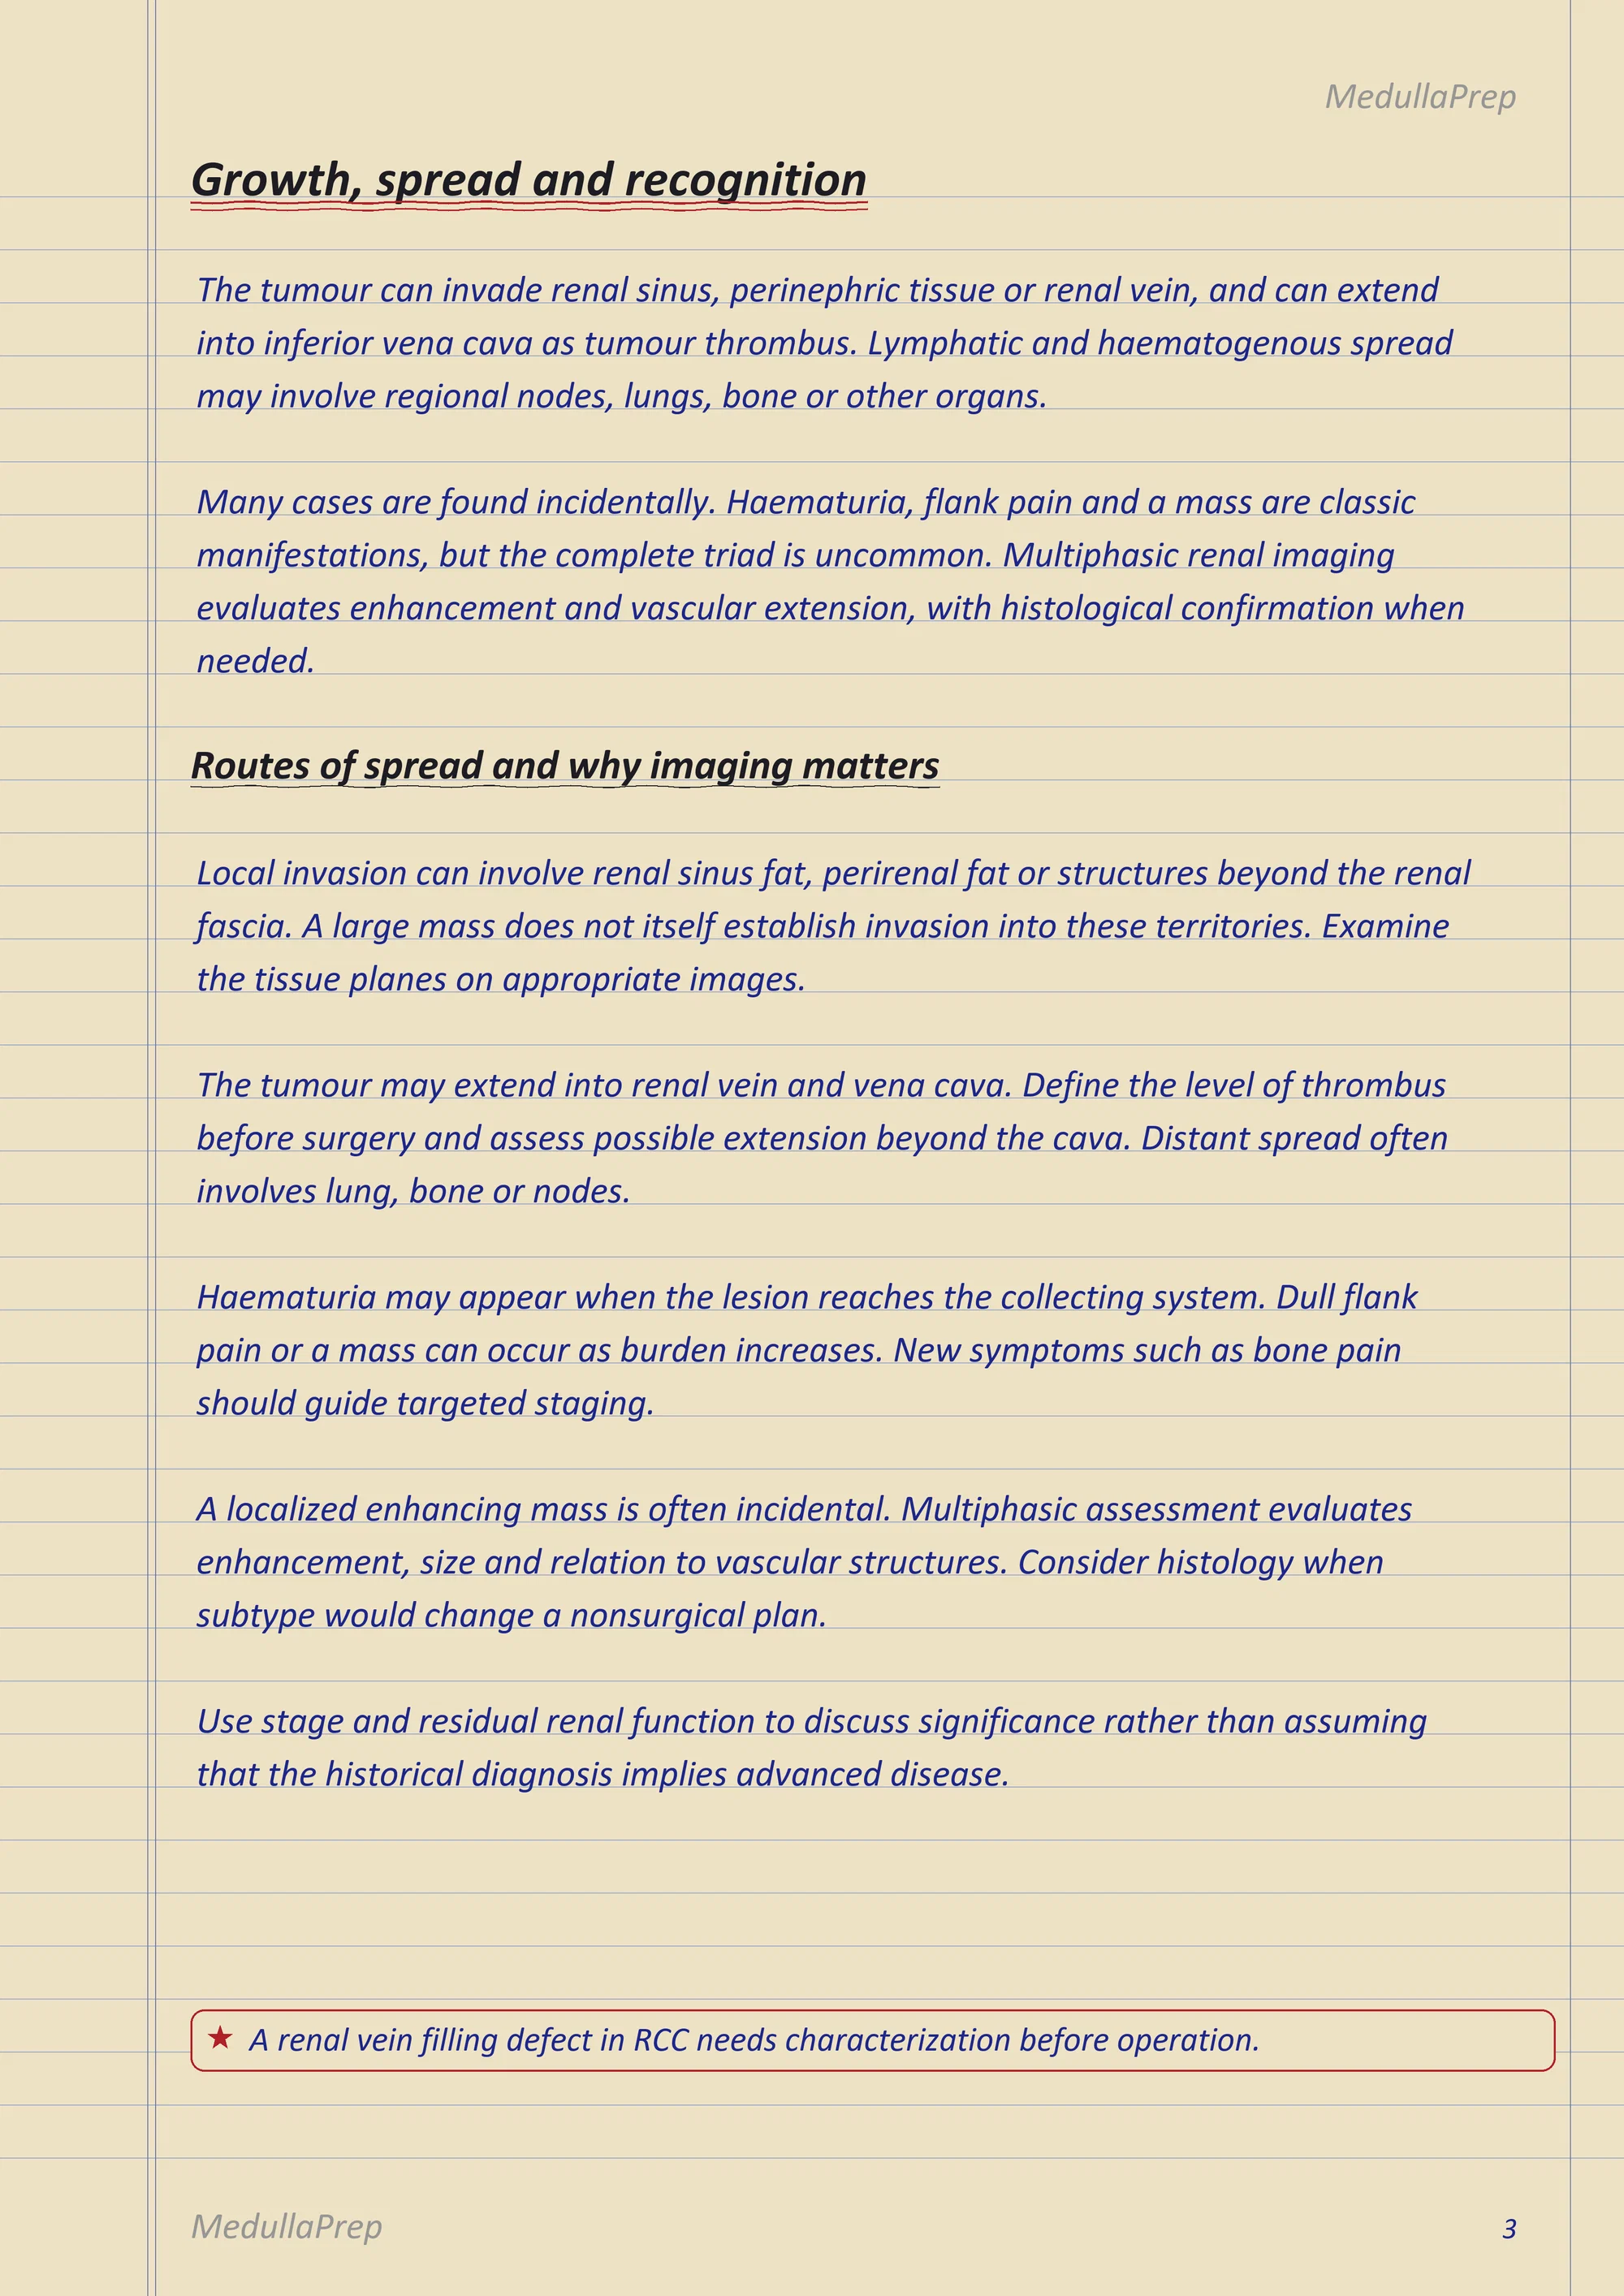 MedullaPrep
Growth, spread and recognition
The tumour can invade renal sinus, perinephric tissue or renal vein, and can extend
into inferior vena cava as tumour thrombus. Lymphatic and haematogenous spread
may involve regional nodes, lungs, bone or other organs.
Many cases are found incidentally. Haematuria, flank pain and a mass are classic
manifestations, but the complete triad is uncommon. Multiphasic renal imaging
evaluates enhancement and vascular extension, with histological confirmation when
needed.
Routes of spread and why imaging matters
Local invasion can involve renal sinus fat, perirenal fat or structures beyond the renal
fascia. A large mass does not itself establish invasion into these territories. Examine
the tissue planes on appropriate images.
The tumour may extend into renal vein and vena cava. Define the level of thrombus
before surgery and assess possible extension beyond the cava. Distant spread often
involves lung, bone or nodes.
Haematuria may appear when the lesion reaches the collecting system. Dull flank
pain or a mass can occur as burden increases. New symptoms such as bone pain
should guide targeted staging.
A localized enhancing mass is often incidental. Multiphasic assessment evaluates
enhancement, size and relation to vascular structures. Consider histology when
subtype would change a nonsurgical plan.
Use stage and residual renal function to discuss significance rather than assuming
that the historical diagnosis implies advanced disease.
★ A renal vein filling defect in RCC needs characterization before operation.
MedullaPrep
3